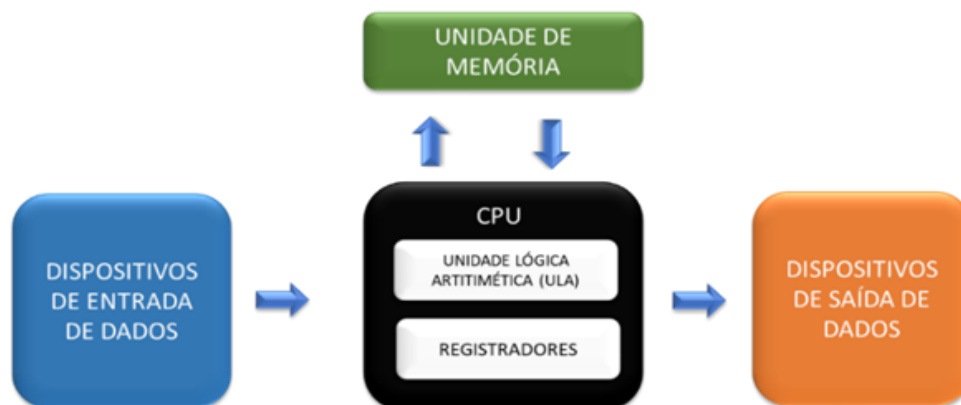 UNIDADE DE
MEMÓRIA
CPU
UNIDADE LÓGICA
ARTITIMÉTICA (ULA)
REGISTRADORES
DISPOSITIVOS
DE ENTRADA
DE DADOS
DISPOSITIVOS
DE SAÍDA DE
DADOS